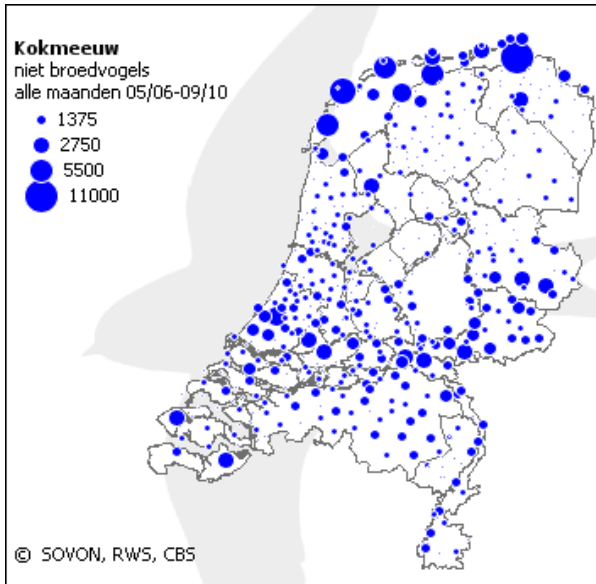 Kokmeeuw
niet broedvogels
alle maanden 05/06-09/10
1375
2750
5500
11000
© SOVON, RWS, CBS